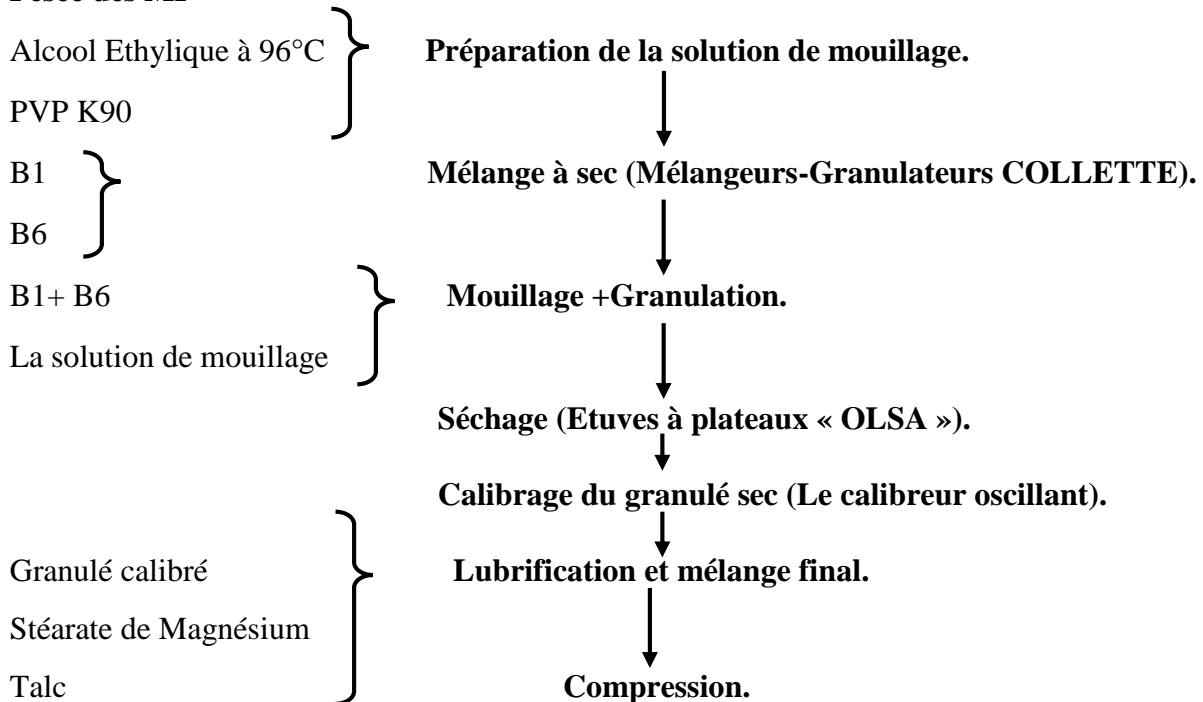 Alcool Ethylique à 96°C Préparation de la solution de mouillage.
PVP K90
B1 Mélange à sec (Mélangeurs-Granulateurs COLLETTE).
B6
B1+ B6 Mouillage +Granulation.
La solution de mouillage
Séchage (Etuves à plateaux « OLSA »).
Calibrage du granulé sec (Le calibreur oscillant).
Granulé calibré Lubrification et mélange final.
Stéarate de Magnésium
Talc Compression.